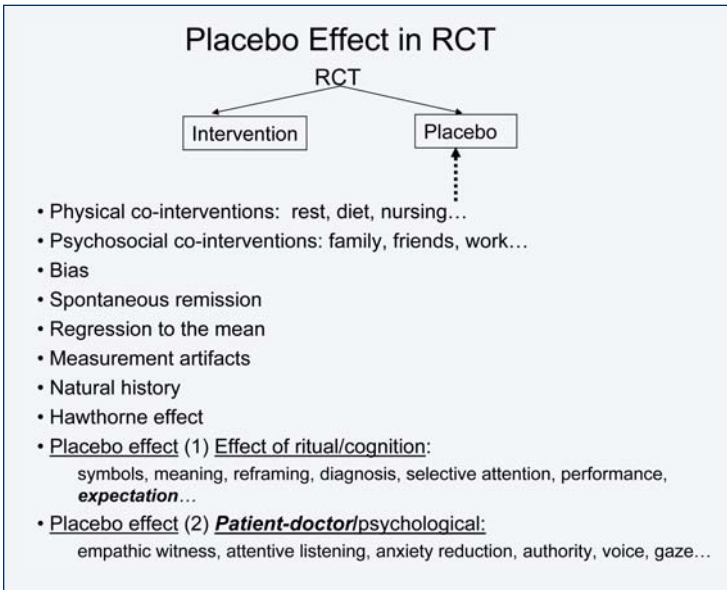 Placebo Effect in RCT
RCT
Intervention
Placebo
• Physical co-interventions: rest, diet, nursing…
• Psychosocial co-interventions: family, friends, work…
• Bias
• Spontaneous remission
• Regression to the mean
• Measurement artifacts
• Natural history
• Hawthorne effect
• Placebo effect (1) Effect of ritual/cognition:
symbols, meaning, reframing, diagnosis, selective attention, performance,
expectation…
• Placebo effect (2) Patient-doctor/psychological:
empathic witness, attentive listening, anxiety reduction, authority, voice, gaze…